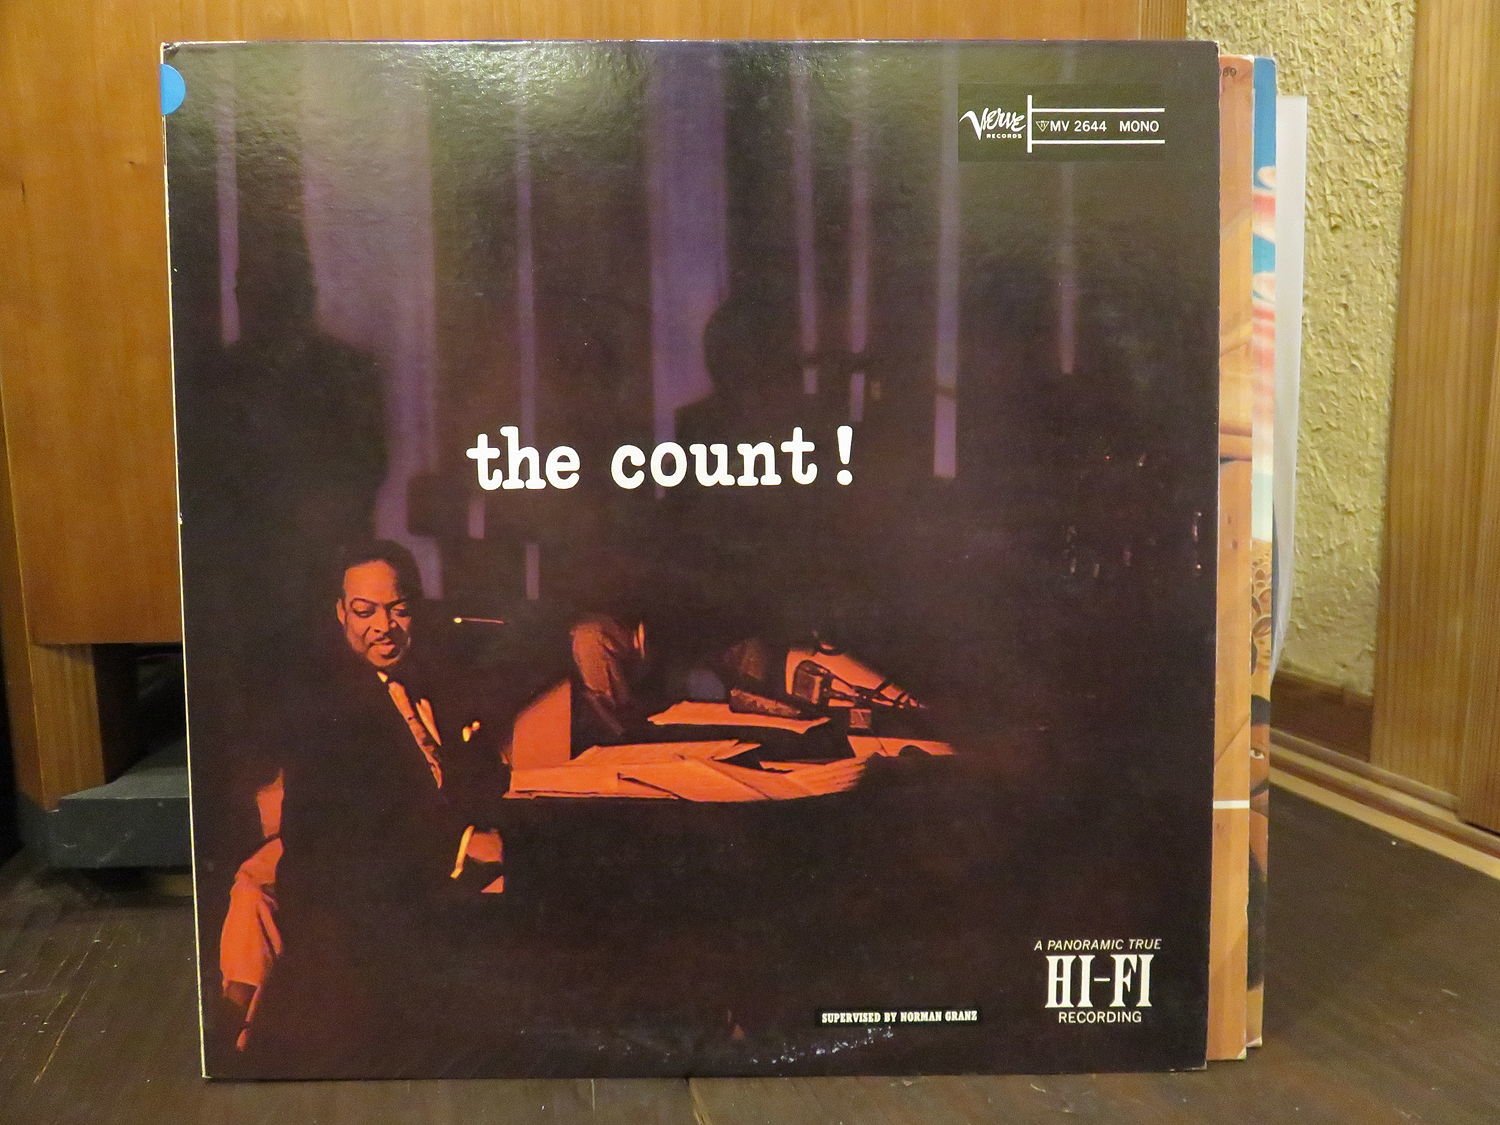 Verve
RECORDS
MV 2644 MONO
the count!
A PANORAMIC TRUE
HI-FI
RECORDING
SUPERVISED BY NORMAN GRANZ